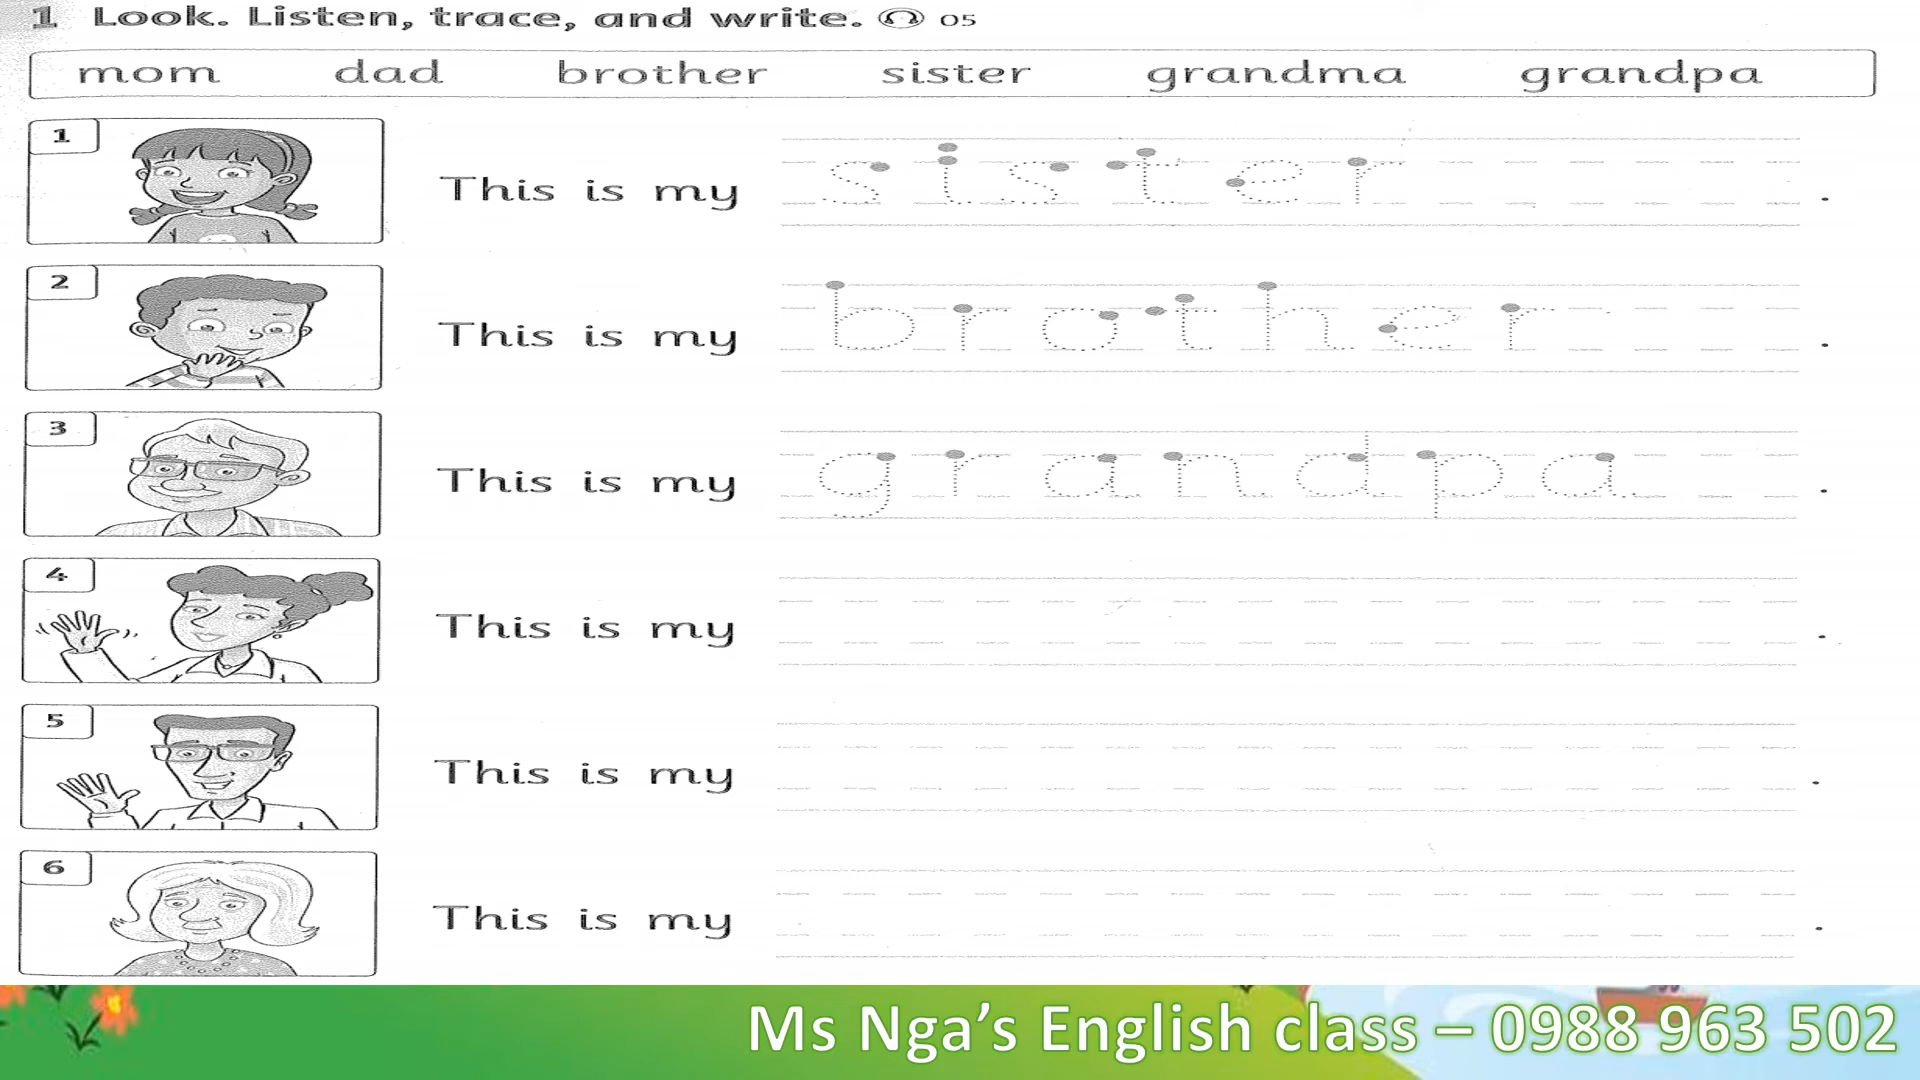 1 Look. Listen, trace, and write. 05
mom dad brother sister grandma grandpa
1 This is my sister .
2 This is my brother .
3 This is my grandpa .
4 This is my .
5 This is my .
6 This is my .
Ms Nga’s English class – 0988 963 502